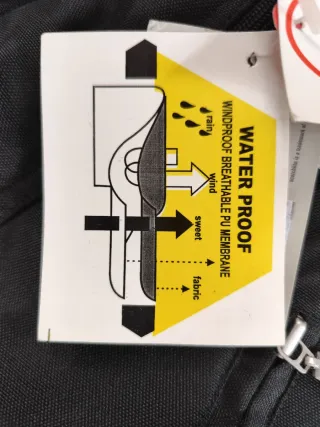 WATER PROOF
WINDPROOF BREATHABLE PU MEMBRANE
rain
wind
sweet
fabric